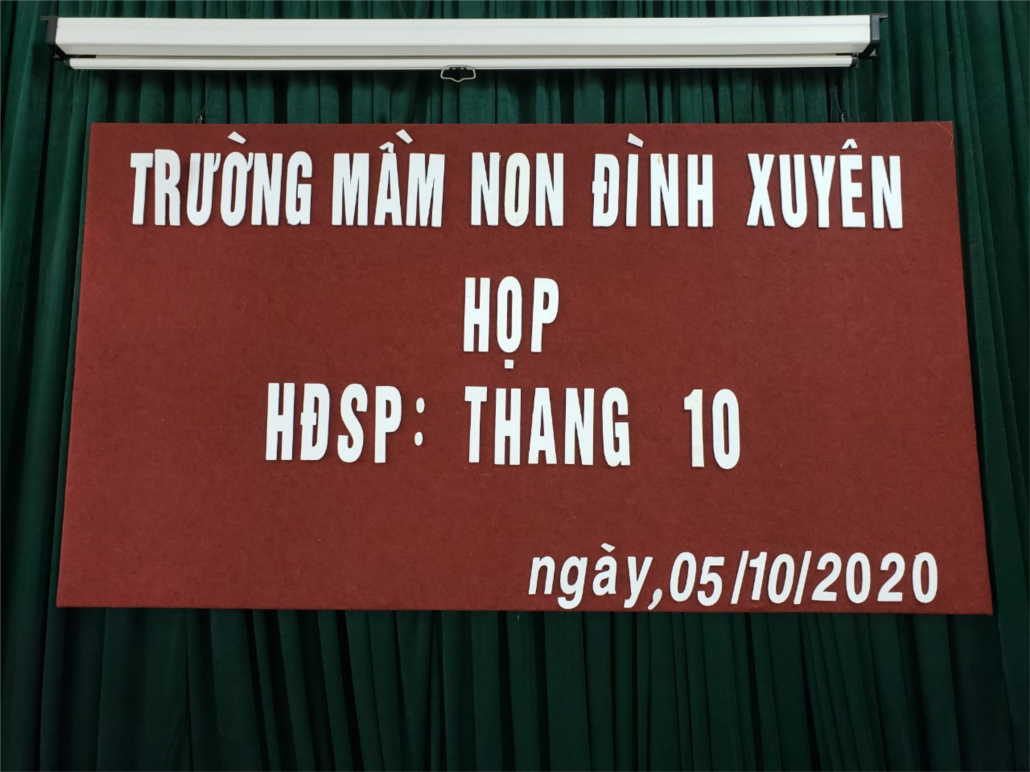 TRƯỜNG MẦM NON ĐÌNH XUYÊN
HỌP
HĐSP: THANG 10
ngày,05/10/2020